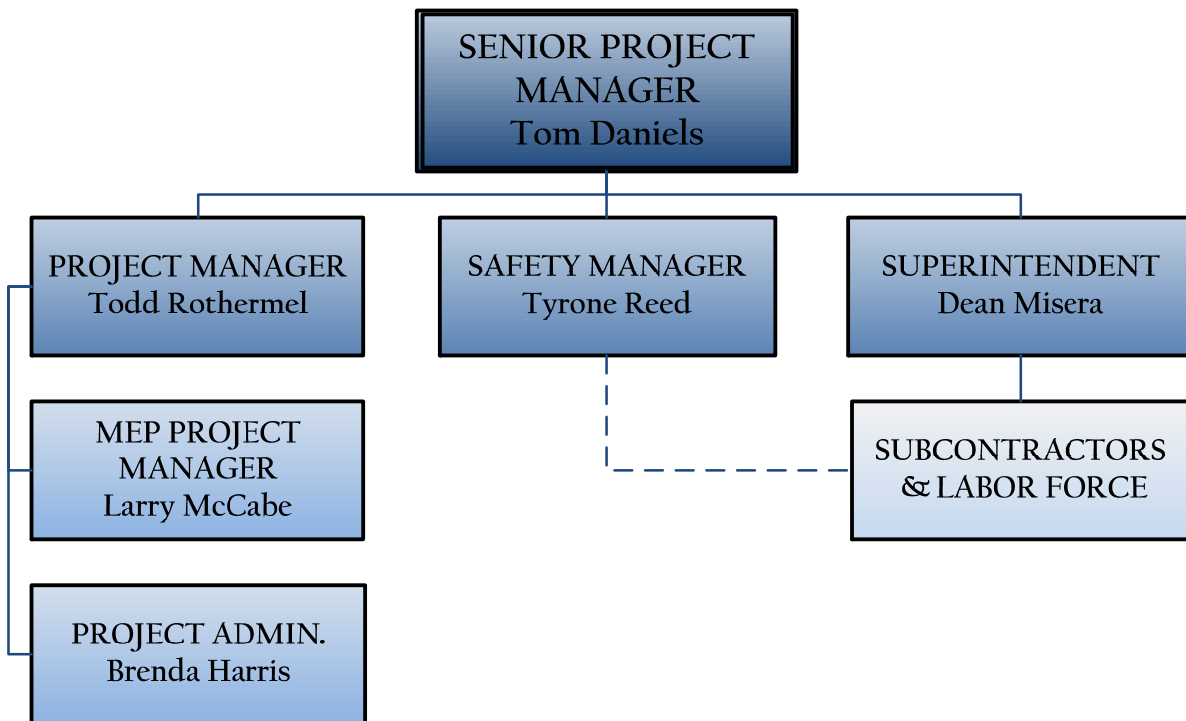 SENIOR PROJECT
MANAGER
Tom Daniels
PROJECT MANAGER
Todd Rothermel
SAFETY MANAGER
Tyrone Reed
SUPERINTENDENT
Dean Misera
MEP PROJECT
MANAGER
Larry McCabe
SUBCONTRACTORS
& LABOR FORCE
PROJECT ADMIN.
Brenda Harris